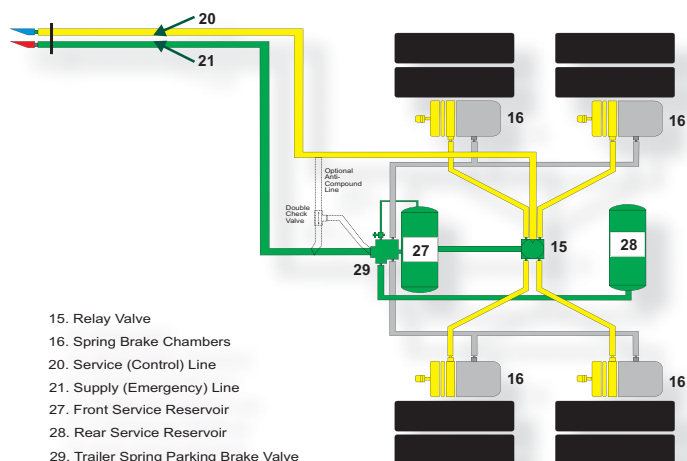 20
21
16
16
Optional
Anti-
Compound
Line
Double
Check
Valve
27
15
28
29
15. Relay Valve
16. Spring Brake Chambers
20. Service (Control) Line
21. Supply (Emergency) Line
27. Front Service Reservoir
28. Rear Service Reservoir
29. Trailer Spring Parking Brake Valve
16
16